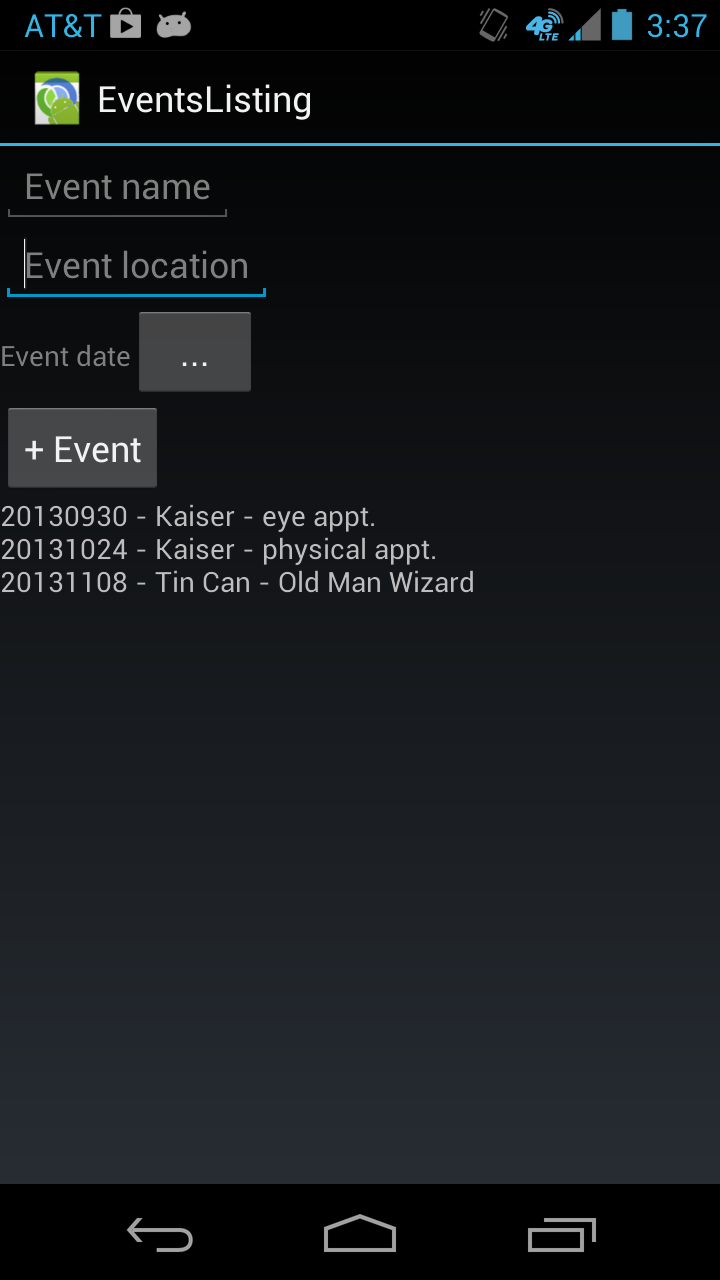 AT&T 4G LTE 3:37
EventsListing
Event name
Event location
Event date ...
+ Event
20130930 - Kaiser - eye appt.
20131024 - Kaiser - physical appt.
20131108 - Tin Can - Old Man Wizard